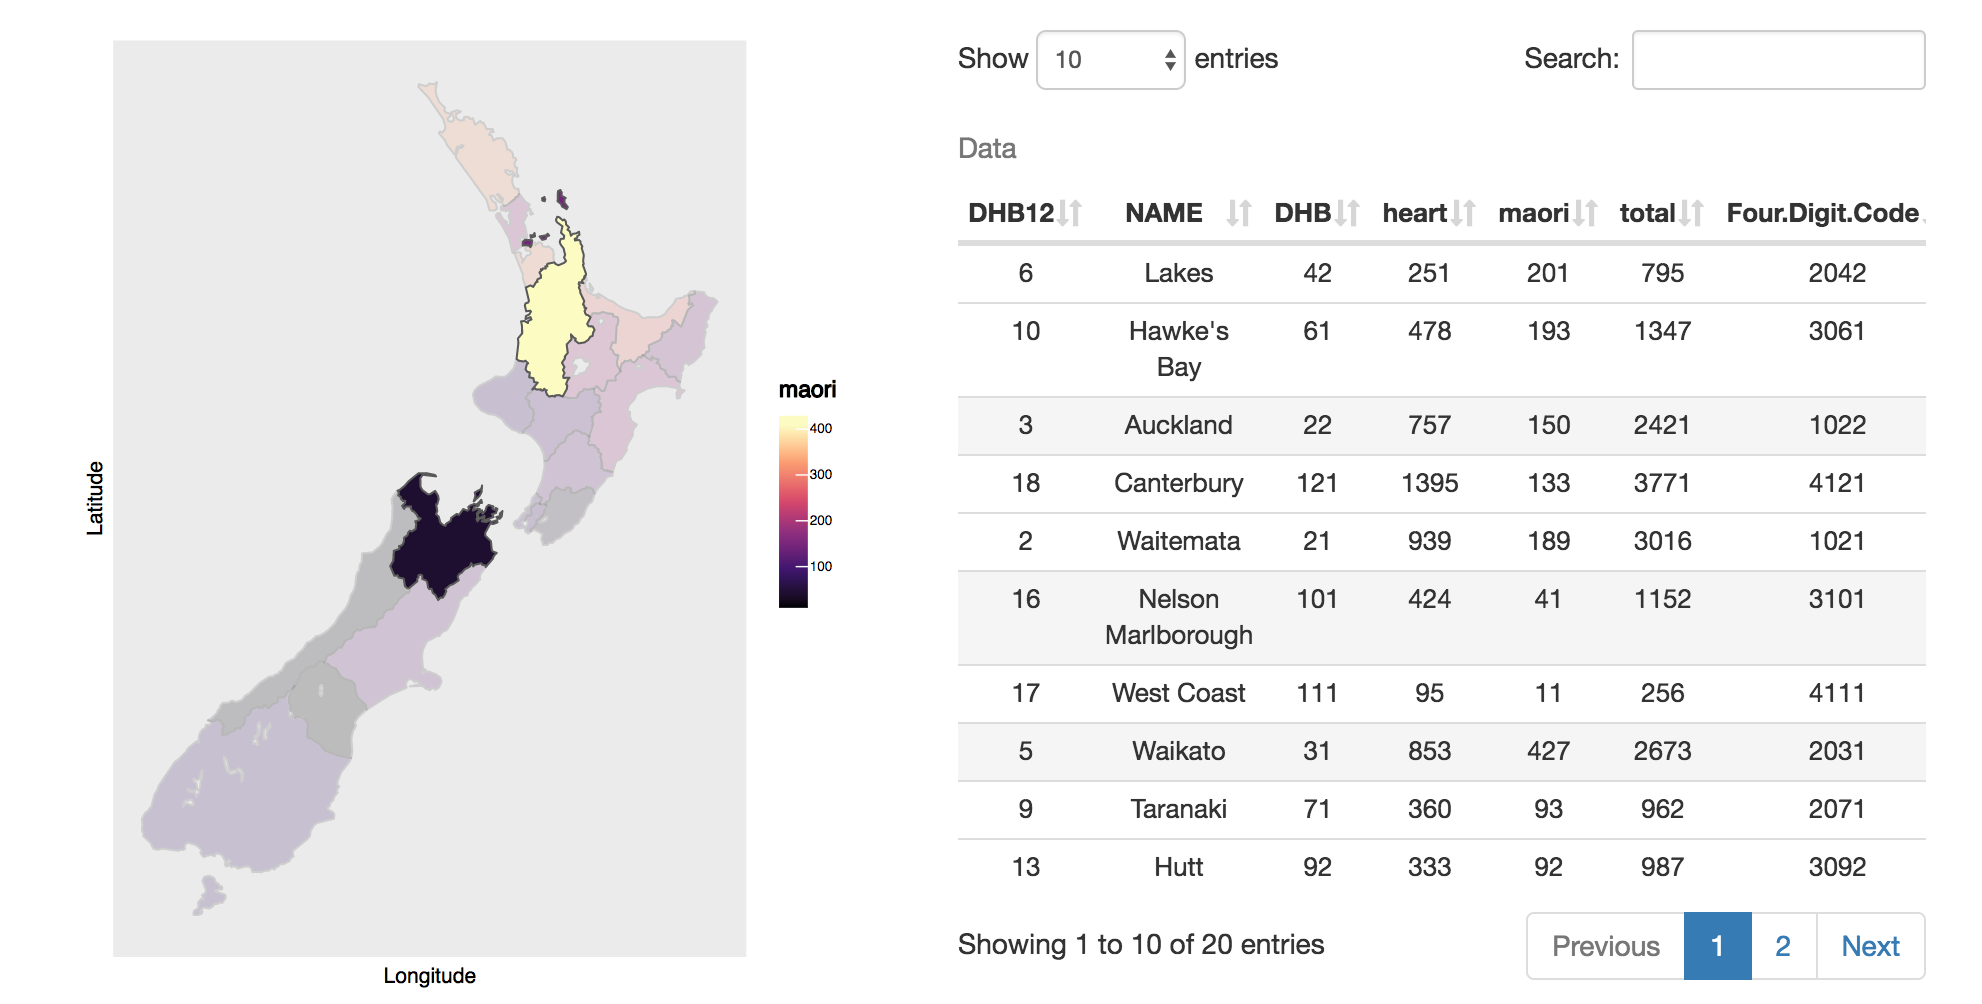 Latitude
Longitude
maori
400
300
200
100
Show 10 entries
Search:
Data
DHB12 NAME DHB heart maori total Four.Digit.Code
6 Lakes 42 251 201 795 2042
10 Hawke's Bay 61 478 193 1347 3061
3 Auckland 22 757 150 2421 1022
18 Canterbury 121 1395 133 3771 4121
2 Waitemata 21 939 189 3016 1021
16 Nelson Marlborough 101 424 41 1152 3101
17 West Coast 111 95 11 256 4111
5 Waikato 31 853 427 2673 2031
9 Taranaki 71 360 93 962 2071
13 Hutt 92 333 92 987 3092
Showing 1 to 10 of 20 entries
Previous 1 2 Next